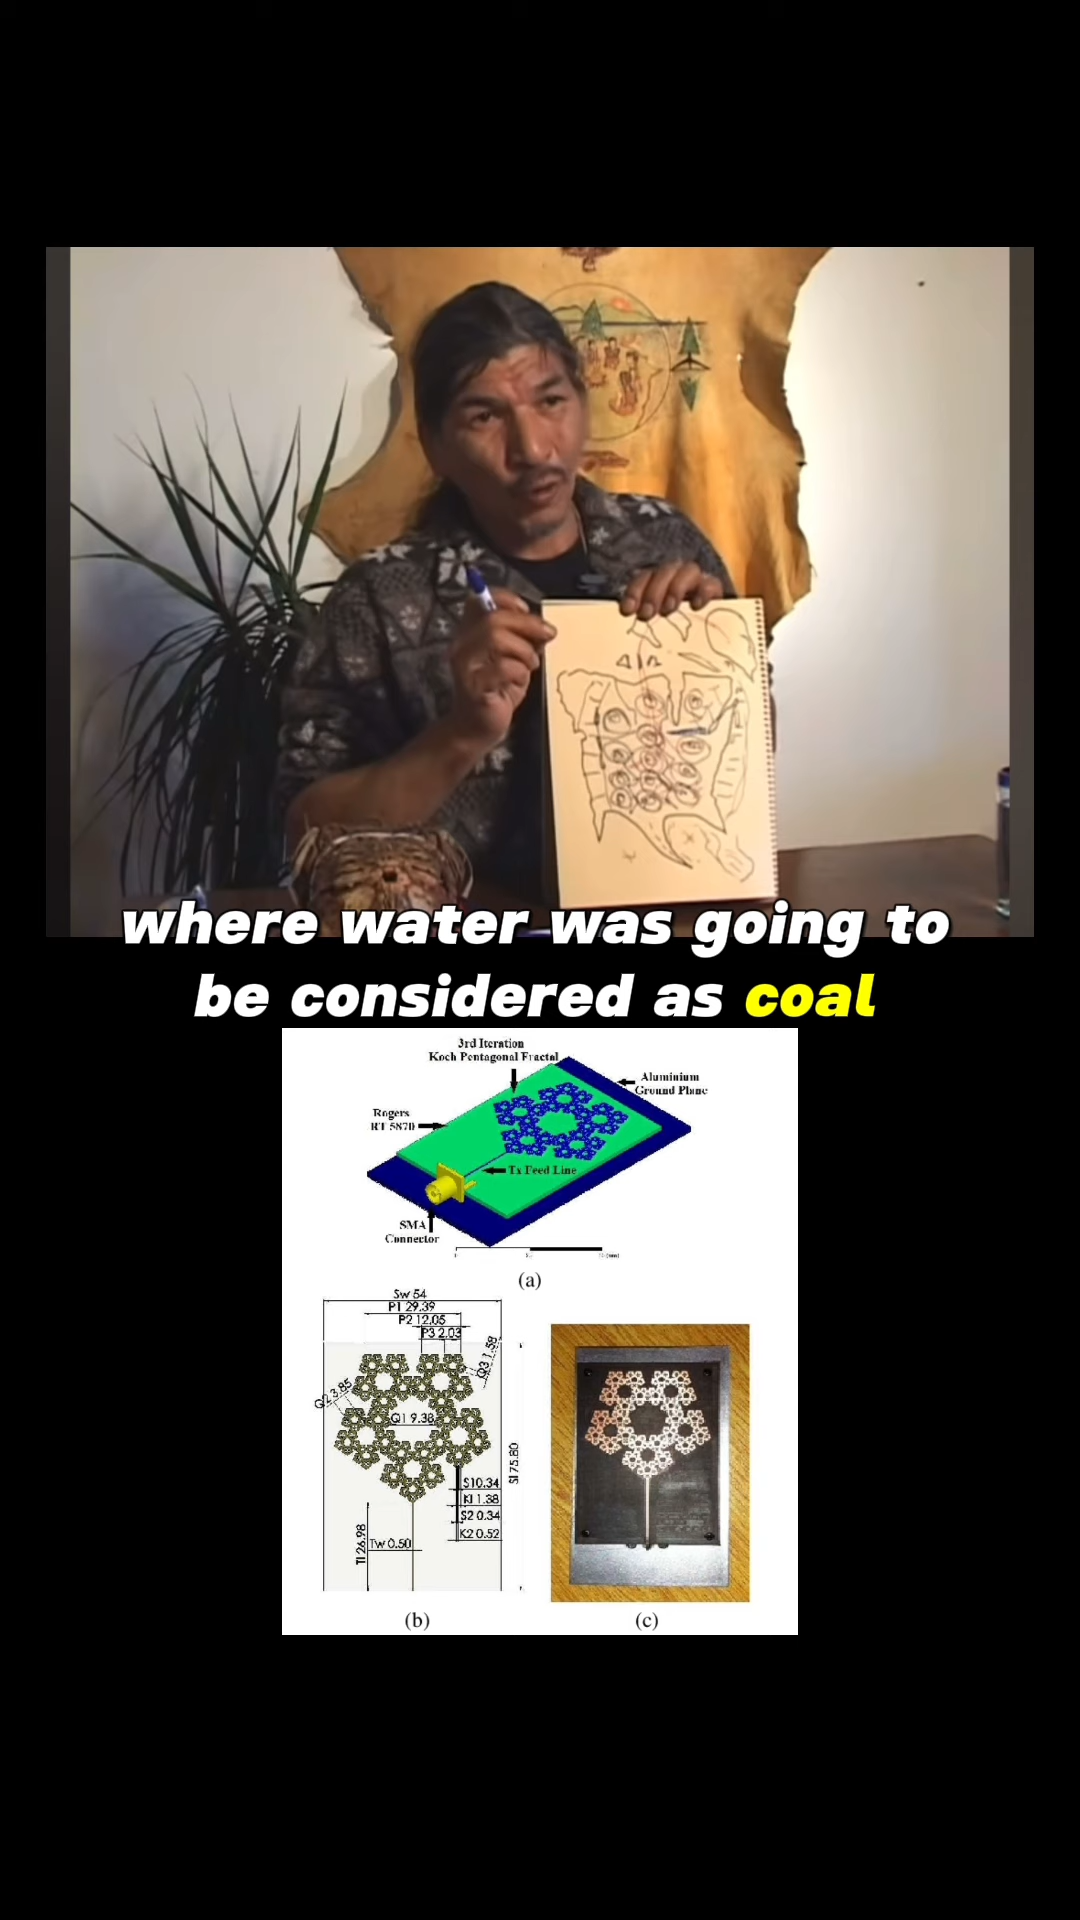 where water was going to
be considered as coal
3rd Iteration
Koch Pentagonal Fractal
Aluminium
Ground Plane
Rogers
RT 5870
Tx Feed Line
SMA
Connector
(a)
Sw 54
P1 29.39
P2 12.05
P3 2.03
Q3 1.58
Q2 3.85
Q1 9.38
Sl 75.80
S1 0.34
K1 1.38
S2 0.34
K2 0.52
Tl 26.98
Tw 0.50
(b)
(c)